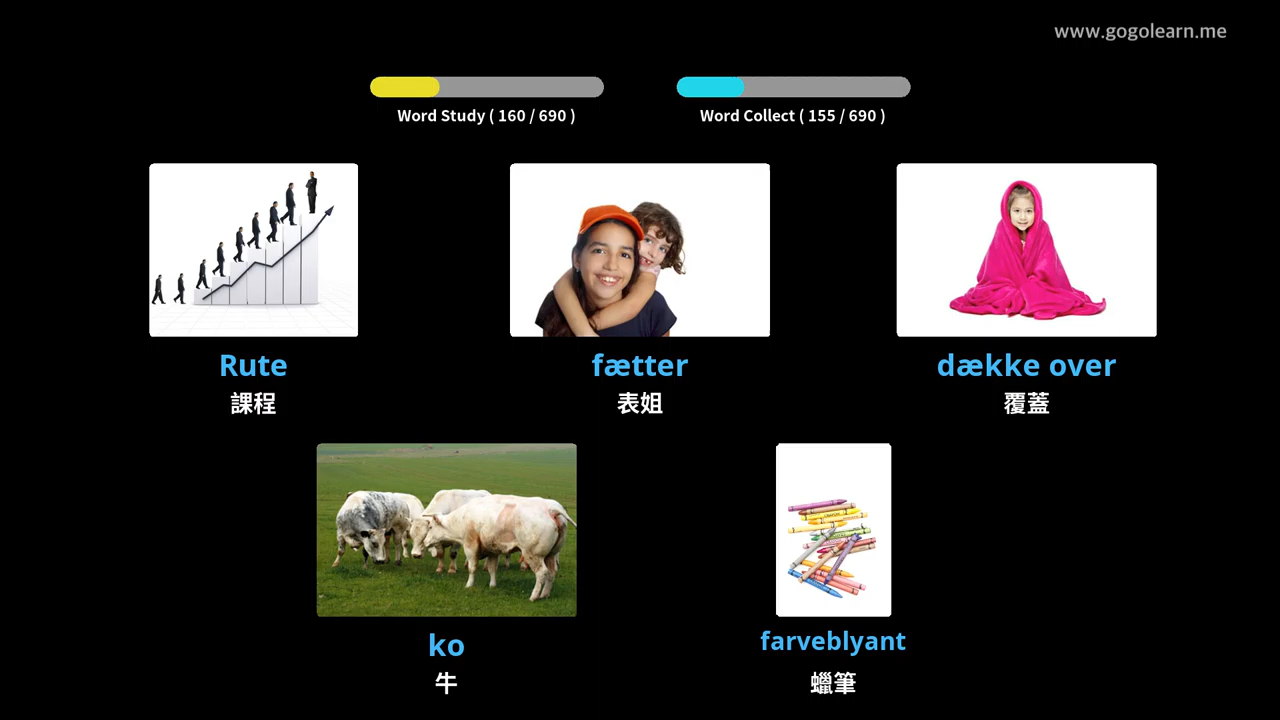 www.gogolearn.me
Word Study ( 160 / 690 )
Word Collect ( 155 / 690 )
Rute
課程
fætter
表姐
dække over
覆蓋
ko
牛
farveblyant
蠟筆